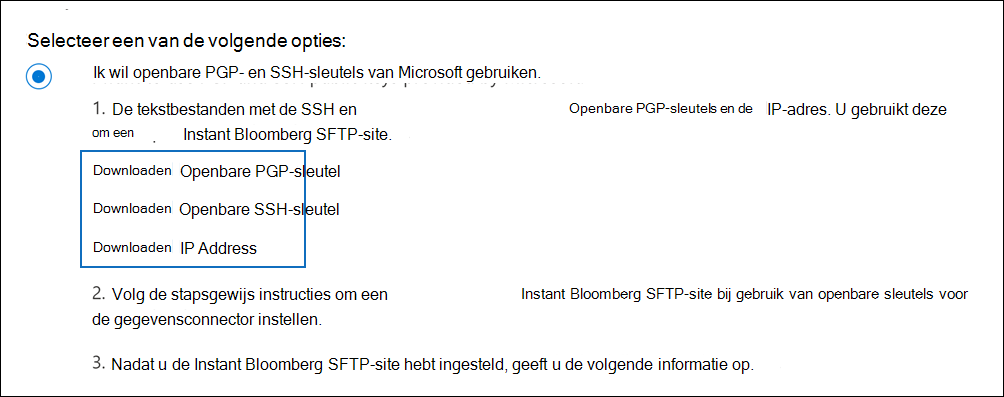 Selecteer een van de volgende opties:
Ik wil openbare PGP- en SSH-sleutels van Microsoft gebruiken.
1. De tekstbestanden met de SSH en Openbare PGP-sleutels en de IP-adres. U gebruikt deze
om een Instant Bloomberg SFTP-site.
Downloaden Openbare PGP-sleutel
Downloaden Openbare SSH-sleutel
Downloaden IP Address
2. Volg de stapsgewijs instructies om een Instant Bloomberg SFTP-site bij gebruik van openbare sleutels voor
de gegevensconnector instellen.
3. Nadat u de Instant Bloomberg SFTP-site hebt ingesteld, geeft u de volgende informatie op.